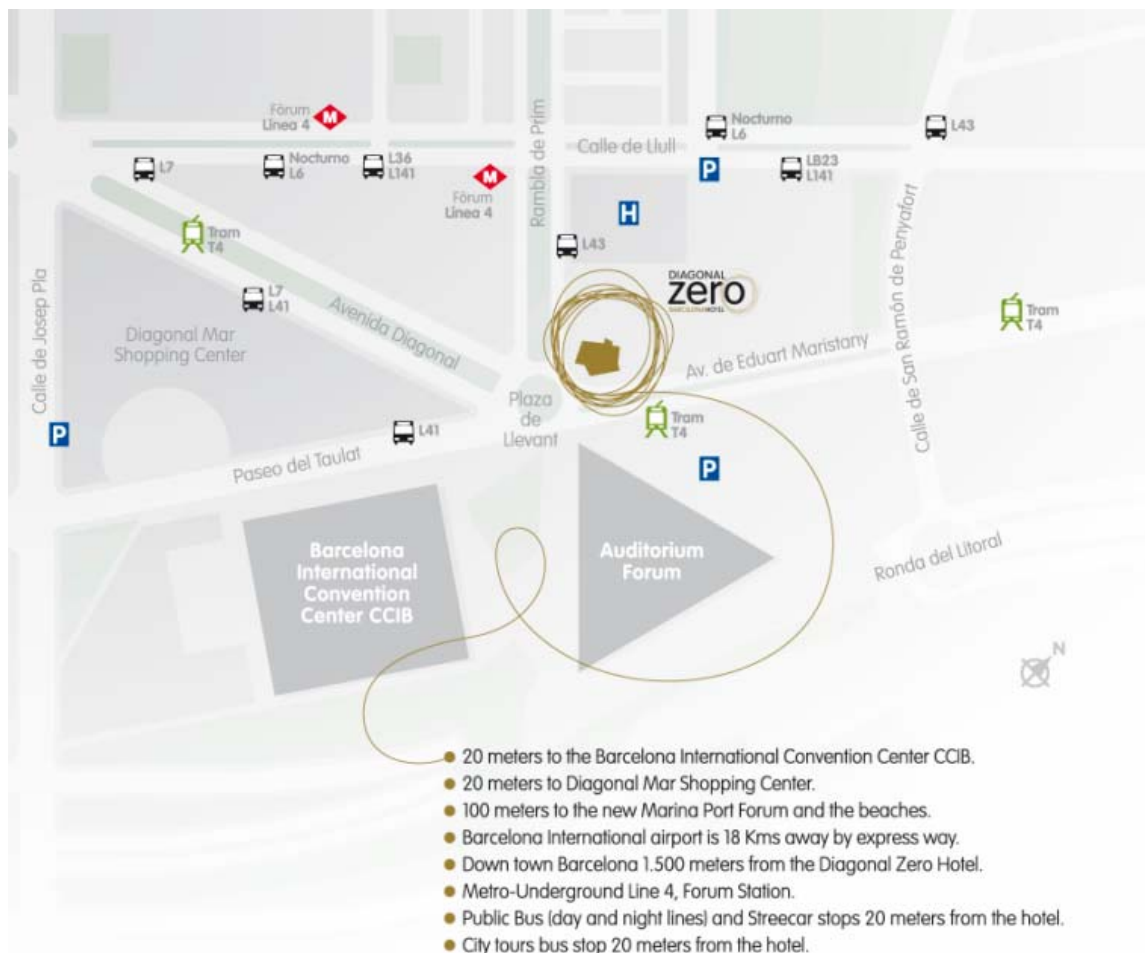 Fòrum
Línea 4
M
L7
Nocturno
L6
L36
L141
M
Fòrum
Línea 4
Rambla de Prim
Calle de Llull
Nocturno
L6
P
LB23
L141
L43
H
L43
Tram
T4
L7
L41
Avenida Diagonal
Calle de Josep Pla
Diagonal Mar
Shopping Center
P
DIAGONAL
zero
BARCELONAHOTEL
Av. de Eduart Maristany
Calle de San Ramón de Penyafort
Tram
T4
Plaza
de
Llevant
Tram
T4
L41
Paseo del Taulat
P
Barcelona
International
Convention
Center CCIB
Auditorium
Forum
Ronda del Litoral
N
20 meters to the Barcelona International Convention Center CCIB.
20 meters to Diagonal Mar Shopping Center.
100 meters to the new Marina Port Forum and the beaches.
Barcelona International airport is 18 Kms away by express way.
Down town Barcelona 1.500 meters from the Diagonal Zero Hotel.
Metro-Underground Line 4, Forum Station.
Public Bus (day and night lines) and Streecar stops 20 meters from the hotel.
City tours bus stop 20 meters from the hotel.